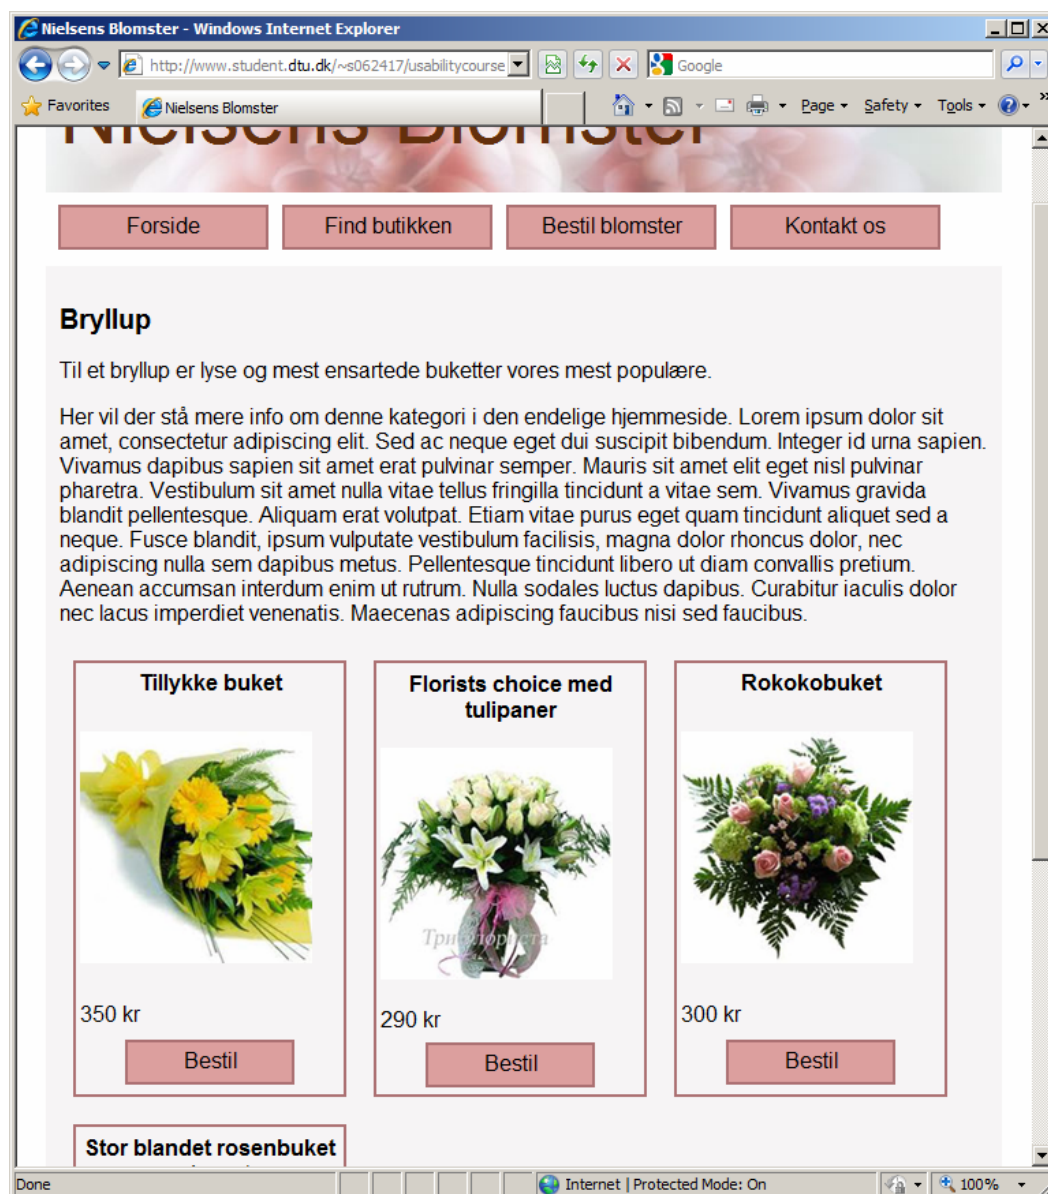 Nielsens Blomster - Windows Internet Explorer
http://www.student.dtu.dk/~s062417/usabilitycourse
Google
Favorites
Nielsens Blomster
Page
Safety
Tools
»
Nielsens Blomster
Forside
Find butikken
Bestil blomster
Kontakt os
Bryllup
Til et bryllup er lyse og mest ensartede buketter vores mest populære.
Her vil der stå mere info om denne kategori i den endelige hjemmeside. Lorem ipsum dolor sit
amet, consectetur adipiscing elit. Sed ac neque eget dui suscipit bibendum. Integer id urna sapien.
Vivamus dapibus sapien sit amet erat pulvinar semper. Mauris sit amet elit eget nisl pulvinar
pharetra. Vestibulum sit amet nulla vitae tellus fringilla tincidunt a vitae sem. Vivamus gravida
blandit pellentesque. Aliquam erat volutpat. Etiam vitae purus eget quam tincidunt aliquet sed a
neque. Fusce blandit, ipsum vulputate vestibulum facilisis, magna dolor rhoncus dolor, nec
adipiscing nulla sem dapibus metus. Pellentesque tincidunt libero ut diam convallis pretium.
Aenean accumsan interdum enim ut rutrum. Nulla sodales luctus dapibus. Curabitur iaculis dolor
nec lacus imperdiet venenatis. Maecenas adipiscing faucibus nisi sed faucibus.
Tillykke buket
Florists choice med
tulipaner
Rokokobuket
350 kr
290 kr
300 kr
Bestil
Bestil
Bestil
Stor blandet rosenbuket
Done
Internet | Protected Mode: On
100%